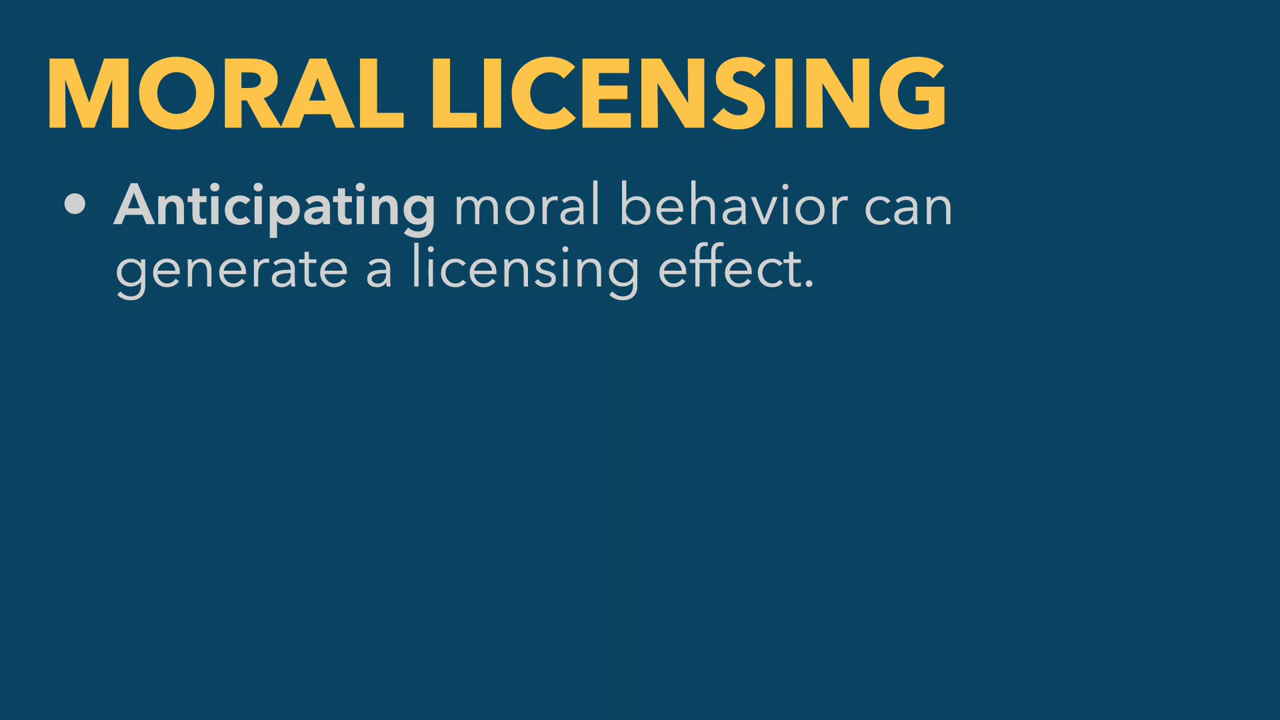 MORAL LICENSING
• Anticipating moral behavior can
generate a licensing effect.